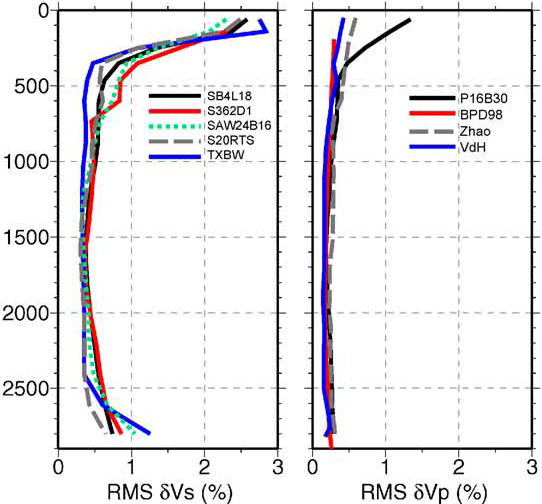 0
500
1000
1500
2000
2500
SB4L18
S362D1
SAW24B16
S20RTS
TXBW
0 1 2 3
RMS δVs (%)
P16B30
BPD98
Zhao
VdH
0 1 2 3
RMS δVp (%)